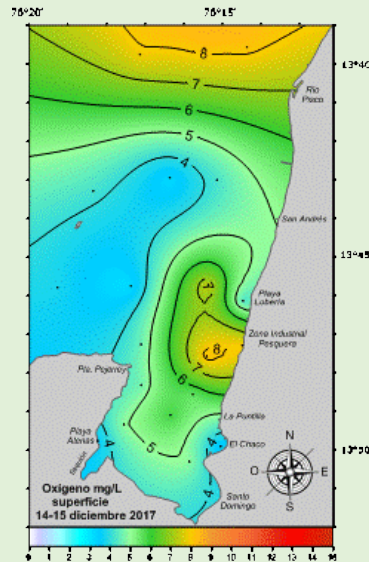 76°20'
76°15'
8
13°40'
7
Río
Pisco
6
5
4
San Andrés
13°45'
7
Playa
Lobería
Zona Industrial
Pesquera
8
7
Pta. Pejerrey
6
La Puntilla
Playa
Atenas
4
5
4
El Chaco
13°50'
N
O
E
S
Oxígeno mg/L
superficie
14-15 diciembre 2017
4
Santo
Domingo
0 1 2 3 4 5 6 7 8 9 10 11 12 13 14